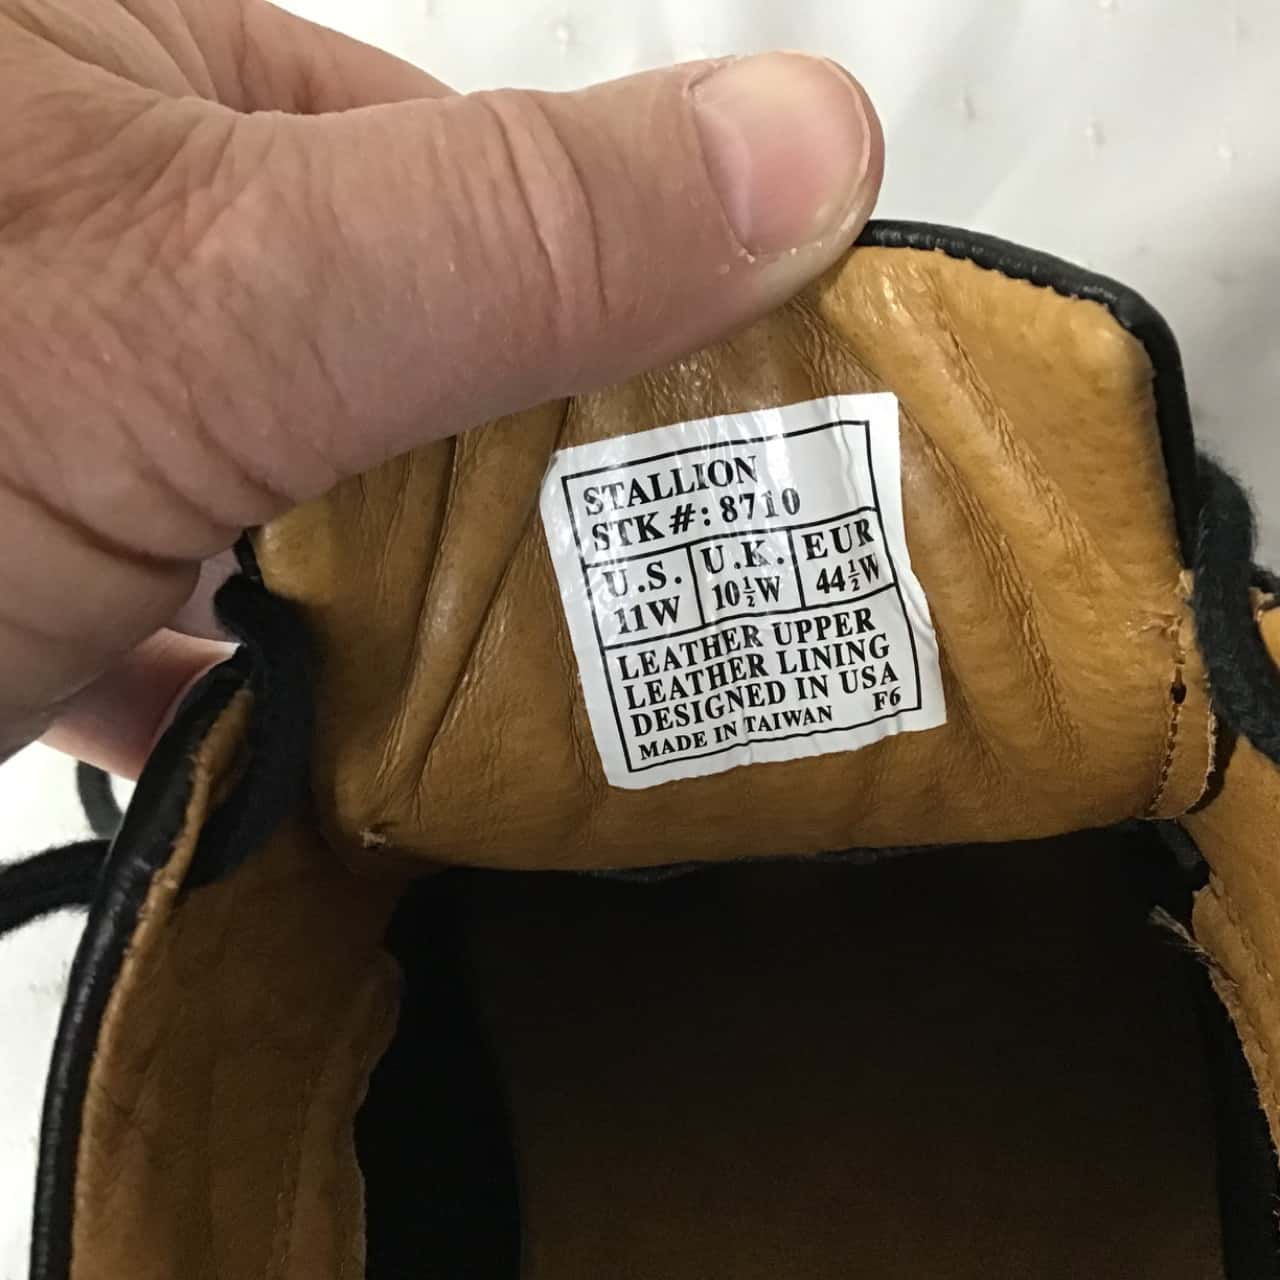 STALLION
STK #: 8710
U.S. U.K. EUR
11W 10½W 44½W
LEATHER UPPER
LEATHER LINING
DESIGNED IN USA
MADE IN TAIWAN F6